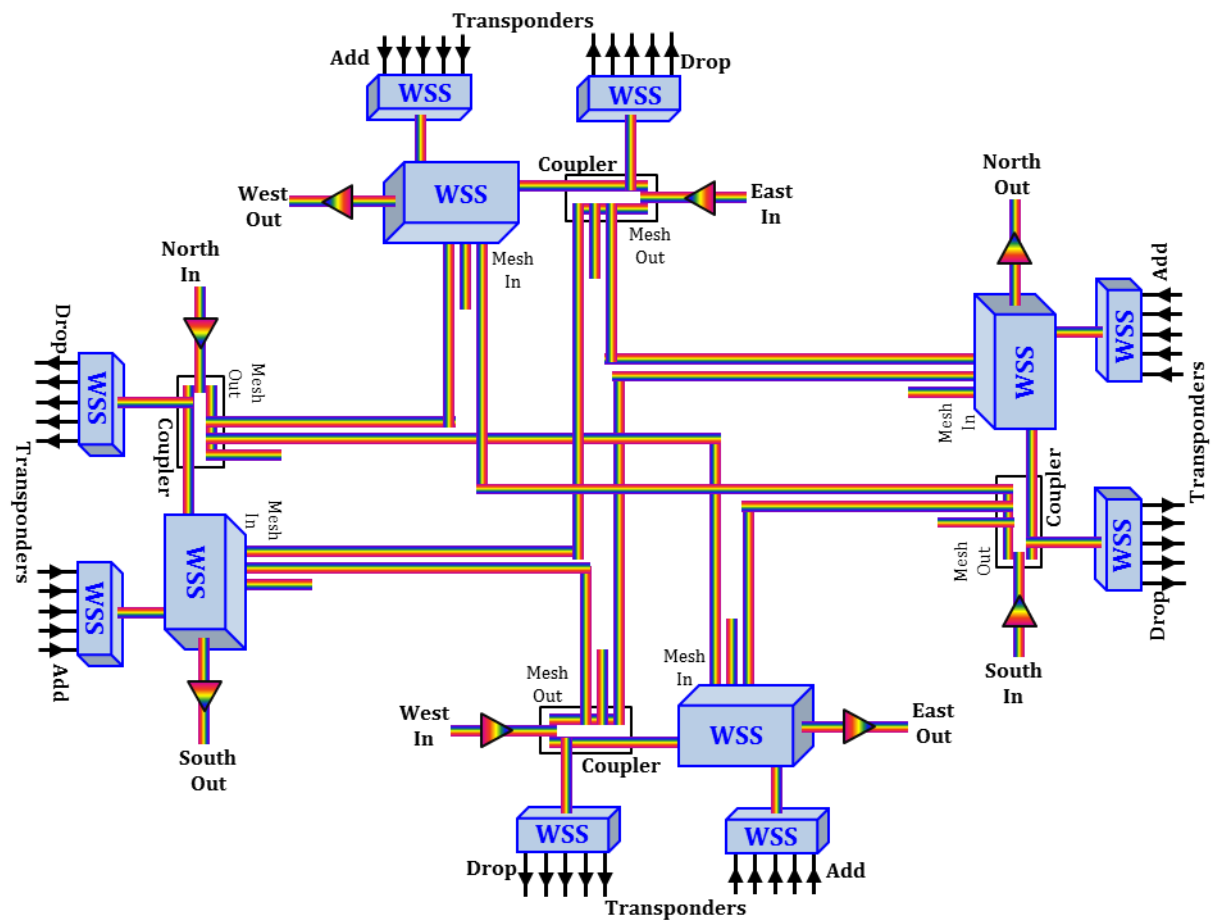 Transponders
Add
Drop
WSS
WSS
Coupler
North
Out
West
Out
WSS
East
In
Mesh
Out
Mesh
In
North
In
Add
Drop
WSS
WSS
Mesh
Out
WSS
Transponders
Coupler
Mesh
In
Transponders
Coupler
Mesh
In
WSS
WSS
Mesh
Out
WSS
Add
Drop
South
In
Mesh
In
Mesh
Out
West
In
WSS
East
Out
South
Out
Coupler
WSS
WSS
Drop
Add
Transponders